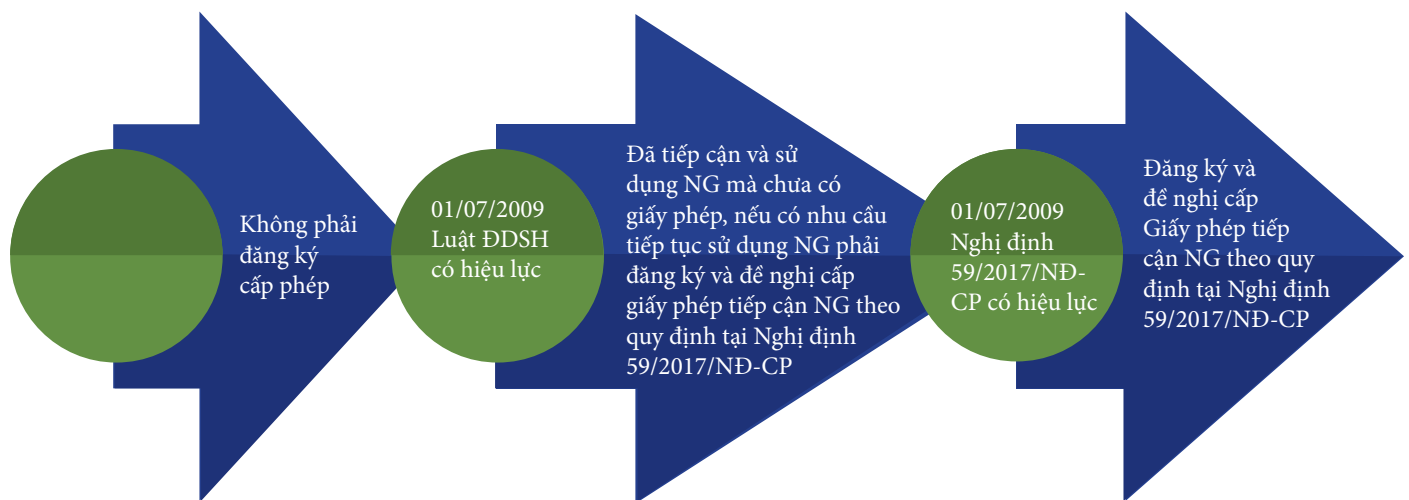 Không phải
đăng ký
cấp phép
01/07/2009
Luật ĐDSH
có hiệu lực
Đã tiếp cận và sử
dụng NG mà chưa có
giấy phép, nếu có nhu cầu
tiếp tục sử dụng NG phải
đăng ký và đề nghị cấp
giấy phép tiếp cận NG theo
quy định tại Nghị định
59/2017/NĐ-CP
01/07/2009
Nghị định
59/2017/NĐ-
CP có hiệu lực
Đăng ký và
đề nghị cấp
Giấy phép tiếp
cận NG theo quy
định tại Nghị định
59/2017/NĐ-CP